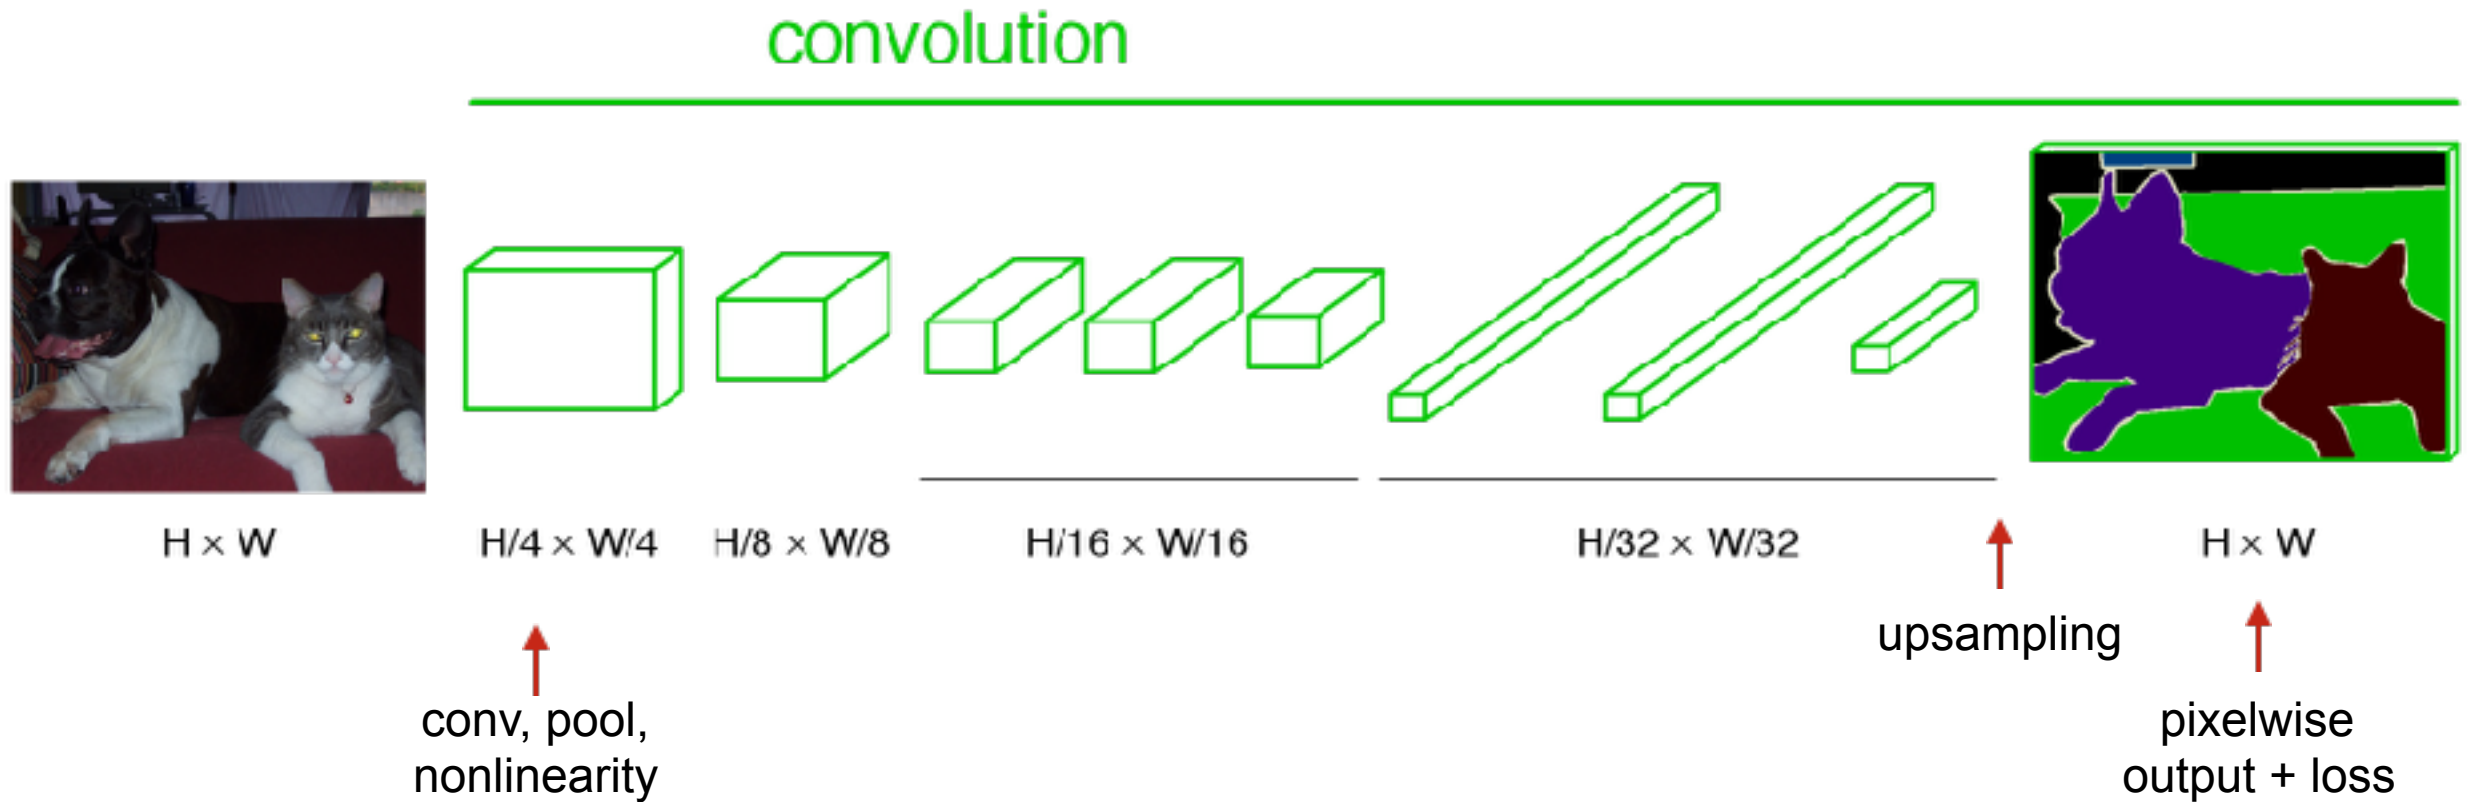 convolution
H × W
H/4 × W/4
H/8 × W/8
H/16 × W/16
H/32 × W/32
H × W
conv, pool,
nonlinearity
upsampling
pixelwise
output + loss